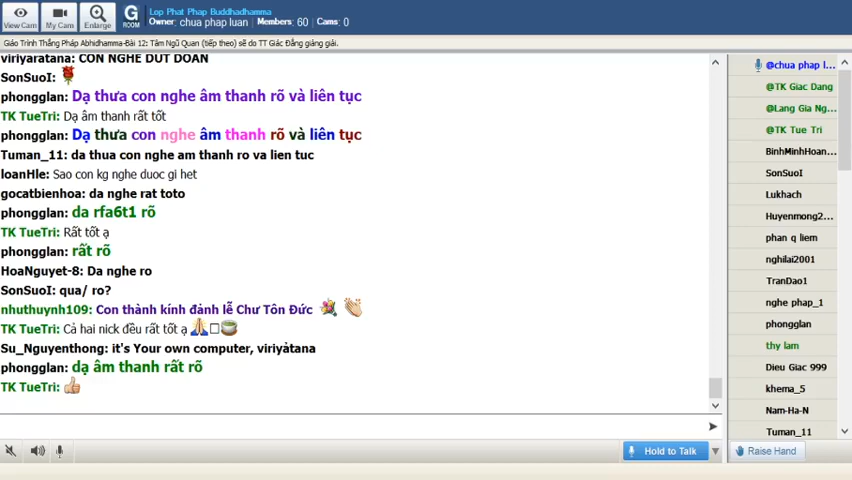 View Cam
My Cam
Enlarge
G ROOM
Lop Phat Phap Buddhadhamma
Owner: chua phap luan Members: 60 Cams: 0
Giáo Trình Thắng Pháp Abhidhamma-Bài 12: Tâm Ngũ Quan (tiếp theo) sẽ do TT Giác Đẳng giảng giải.
viriyaratana: CON NGHE DUT DOAN
SonSuoI:
phongglan: Dạ thưa con nghe âm thanh rõ và liên tục
TK TueTri: Dạ âm thanh rất tốt
phongglan: Dạ thưa con nghe âm thanh rõ và liên tục
Tuman_11: da thua con nghe am thanh ro va lien tuc
loanHle: Sao con kg nghe duoc gi het
gocatbienhoa: da nghe rat toto
phongglan: da rfa6t1 rõ
TK TueTri: Rất tốt ạ
phongglan: rất rõ
HoaNguyet-8: Da nghe ro
SonSuoI: qua/ ro?
nhuthuynh109: Con thành kính đảnh lễ Chư Tôn Đức
TK TueTri: Cả hai nick đều rất tốt ạ
Su_Nguyenthong: it's Your own computer, viriyảtana
phongglan: dạ âm thanh rất rõ
TK TueTri:
Hold to Talk
@chua phap l...
@TK Giac Dang
@Lang Gia Ng...
@TK Tue Tri
BinhMinhHoan...
SonSuoI
Lukhach
Huyenmong2...
phan q liem
nghilai2001
TranDao1
nghe phap_1
phongglan
thy lam
Dieu Giac 999
khema_5
Nam-Ha-N
Tuman_11
Raise Hand